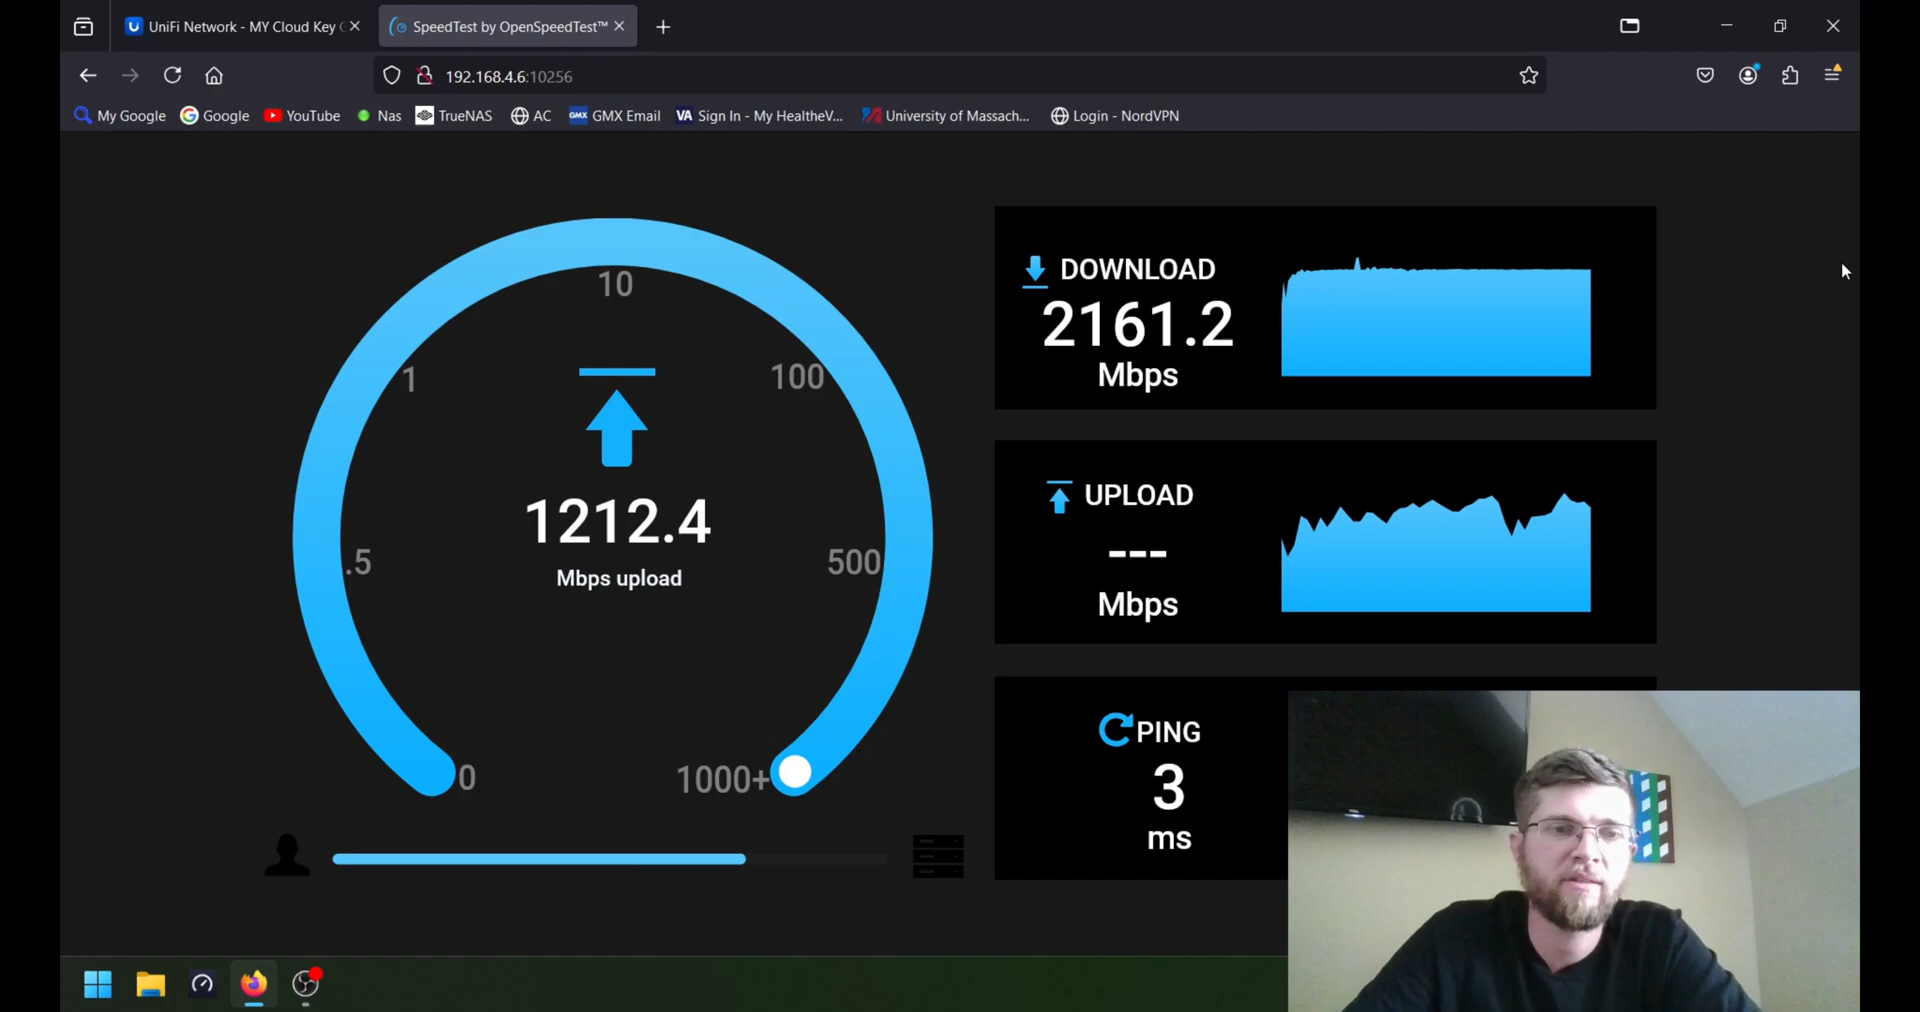 UniFi Network - MY Cloud Key
SpeedTest by OpenSpeedTest™
192.168.4.6:10256
My Google
Google
YouTube
Nas
TrueNAS
AC
GMX
GMX Email
VA
Sign In - My HealtheV...
University of Massach...
Login - NordVPN
0
.5
1
10
100
500
1000+
1212.4
Mbps upload
DOWNLOAD
2161.2
Mbps
UPLOAD
---
Mbps
PING
3
ms